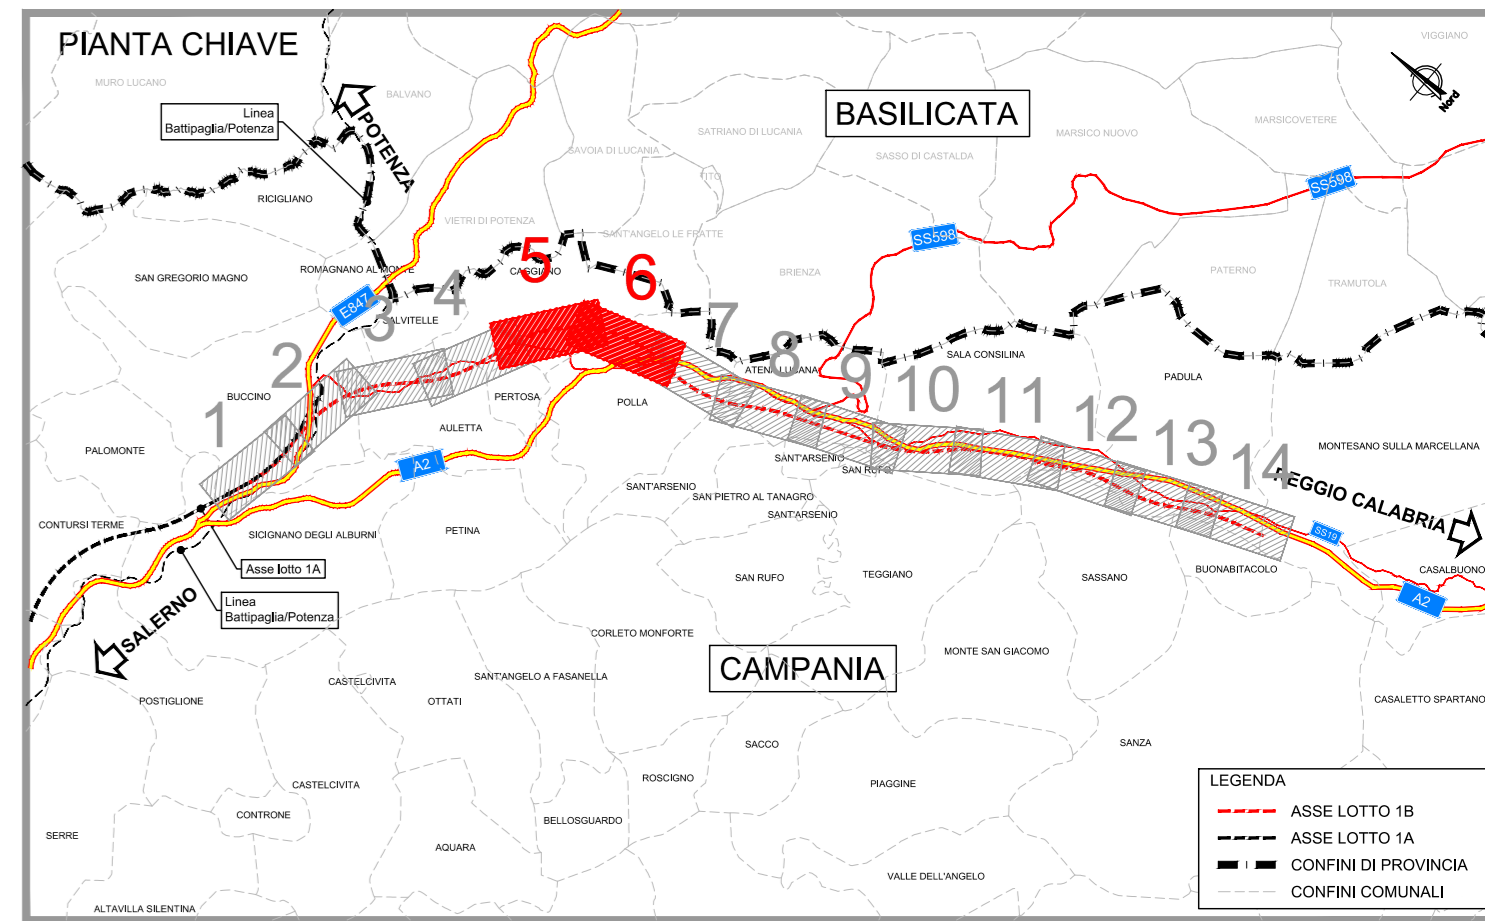 PIANTA CHIAVE
VIGGIANO
MURO LUCANO
BALVANO
Linea
Battipaglia/Potenza
POTENZA
BASILICATA
Nord
SATRIANO DI LUCANIA
MARSICO NUOVO
MARSICOVETERE
SAVOIA DI LUCANIA
SASSO DI CASTALDA
TITO
SS598
RICIGLIANO
VIETRI DI POTENZA
SANT'ANGELO LE FRATTE
SS598
SAN GREGORIO MAGNO
ROMAGNANO AL MONTE
CAGGIANO
BRIENZA
PATERNO
TRAMUTOLA
E847
SALVITELLE
1
2
3
4
5
6
7
8
9
10
11
12
13
14
SALA CONSILINA
ATENA LUCANA
PADULA
BUCCINO
PERTOSA
POLLA
AULETTA
PALOMONTE
A2
MONTESANO SULLA MARCELLANA
SANT'ARSENIO
SAN RUFO
SANT'ARSENIO
SAN PIETRO AL TANAGRO
SANT'ARSENIO
REGGIO CALABRiA
CONTURSI TERME
SICIGNANO DEGLI ALBURNI
PETINA
SS19
Asse lotto 1A
SAN RUFO
TEGGIANO
SASSANO
BUONABITACOLO
CASALBUONO
A2
Linea
Battipaglia/Potenza
SALERNO
CORLETO MONFORTE
MONTE SAN GIACOMO
CAMPANIA
POSTIGLIONE
CASTELCIVITA
SANT'ANGELO A FASANELLA
OTTATI
CASALETTO SPARTANO
SACCO
SANZA
ROSCIGNO
PIAGGINE
CASTELCIVITA
CONTRONE
BELLOSGUARDO
SERRE
AQUARA
VALLE DELL'ANGELO
ALTAVILLA SILENTINA
LEGENDA
ASSE LOTTO 1B
ASSE LOTTO 1A
CONFINI DI PROVINCIA
CONFINI COMUNALI